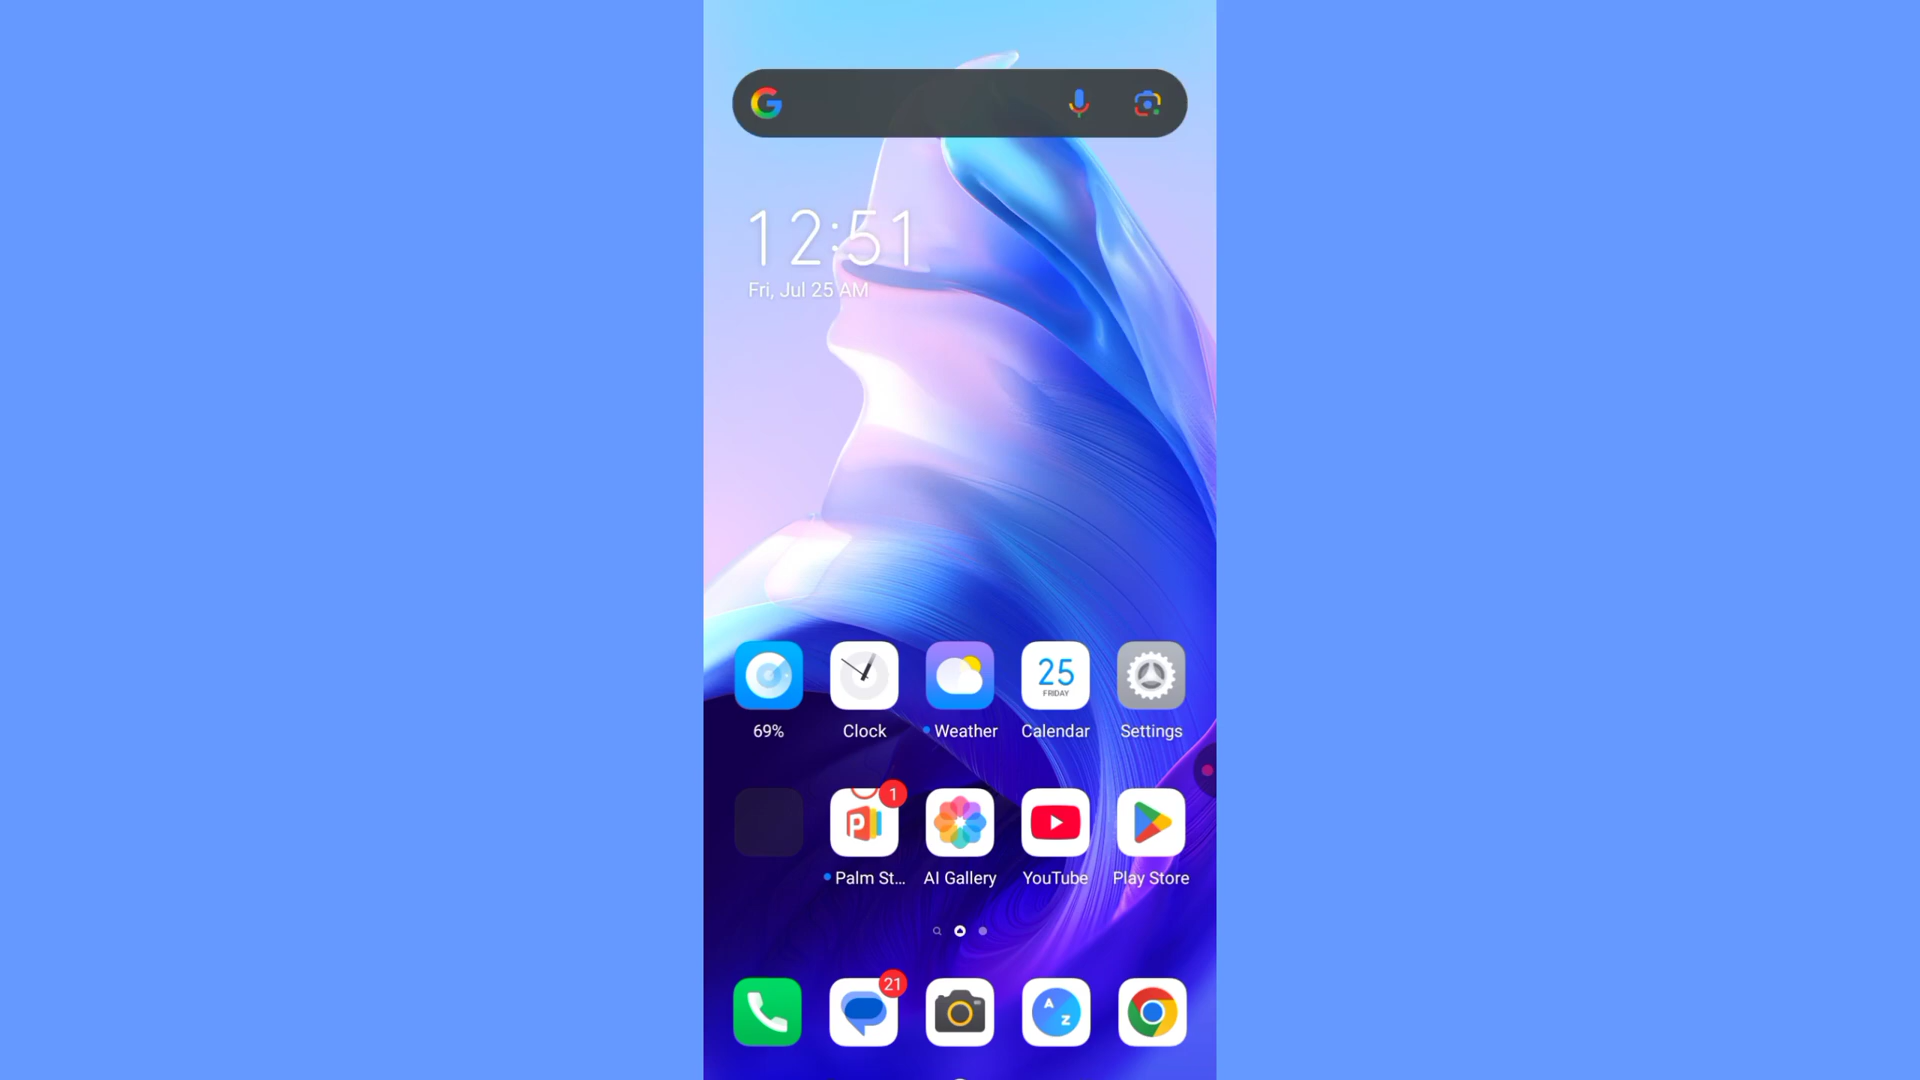 12:51
Fri, Jul 25 AM
25
FRIDAY
69%
Clock
Weather
Calendar
Settings
1
P
Palm St...
AI Gallery
YouTube
Play Store
21
A
Z